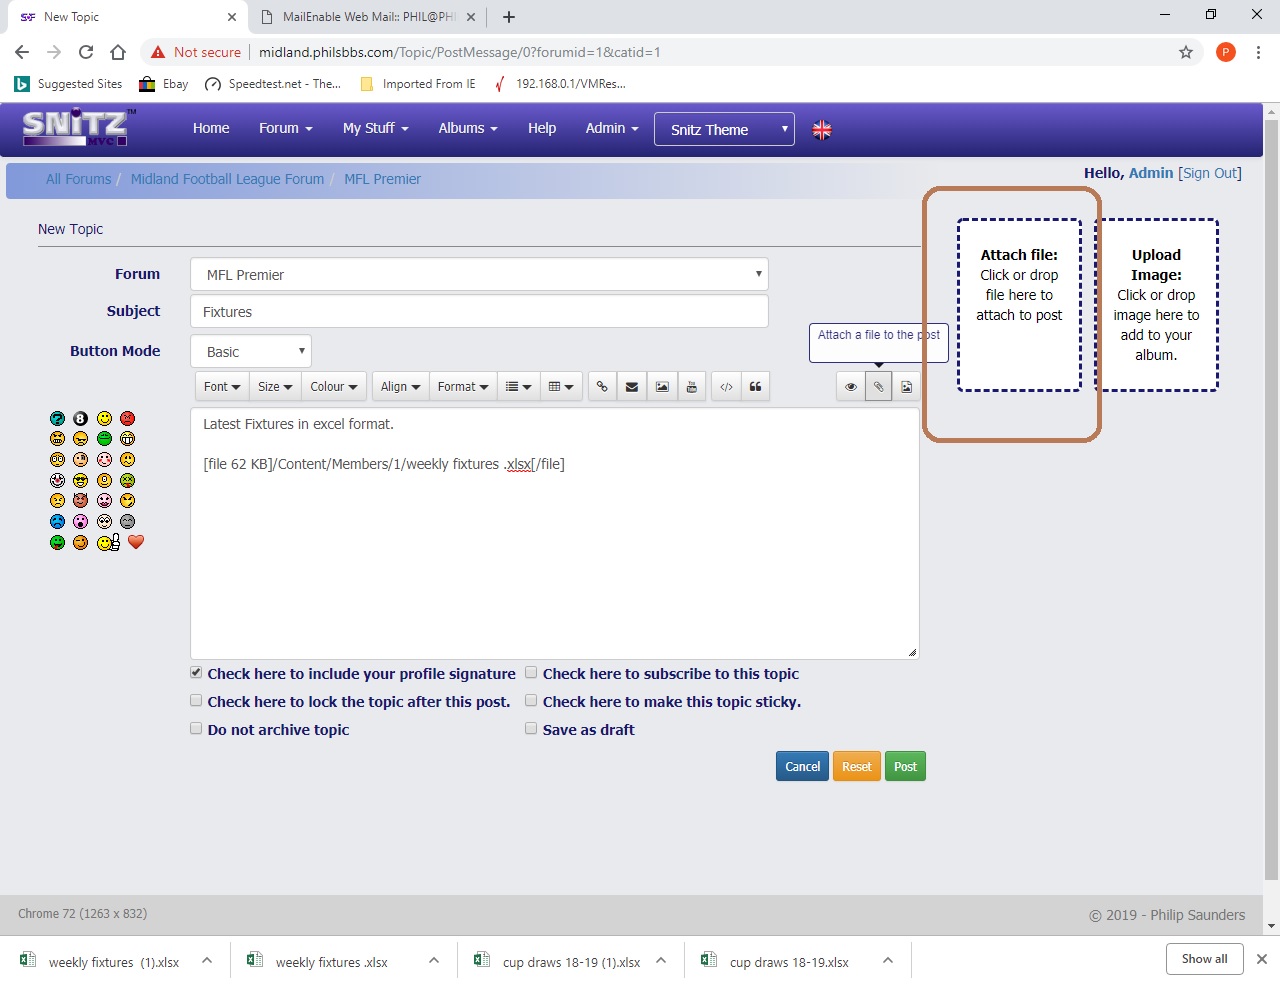 New Topic
MailEnable Web Mail:: PHIL@PHI
Not secure
midland.philsbbs.com/Topic/PostMessage/0?forumid=1&catid=1
P
Suggested Sites
Ebay
Speedtest.net - The...
Imported From IE
192.168.0.1/VMRes...
SNiTZ™
MVC
Home
Forum
My Stuff
Albums
Help
Admin
Snitz Theme
All Forums / Midland Football League Forum / MFL Premier
Hello, Admin [Sign Out]
New Topic
Forum
MFL Premier
Subject
Fixtures
Button Mode
Basic
Attach a file to the post
Font
Size
Colour
Align
Format
You
Latest Fixtures in excel format.
[file 62 KB]/Content/Members/1/weekly fixtures .xlsx[/file]
Attach file:
Click or drop
file here to
attach to post
Upload
Image:
Click or drop
image here to
add to your
album.
Check here to include your profile signature
Check here to subscribe to this topic
Check here to lock the topic after this post.
Check here to make this topic sticky.
Do not archive topic
Save as draft
Cancel
Reset
Post
Chrome 72 (1263 x 832)
© 2019 - Philip Saunders
weekly fixtures  (1).xlsx
weekly fixtures .xlsx
cup draws 18-19 (1).xlsx
cup draws 18-19.xlsx
Show all